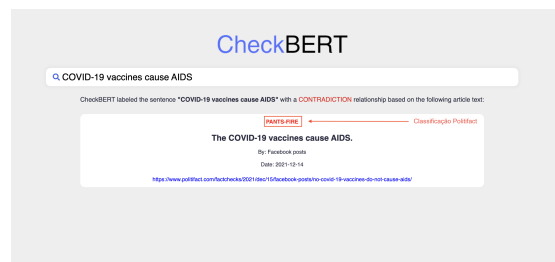 CheckBERT
COVID-19 vaccines cause AIDS
CheckBERT labeled the sentence "COVID-19 vaccines cause AIDS" with a CONTRADICTION relationship based on the following article text:
PANTS-FIRE Classificação Politifact
The COVID-19 vaccines cause AIDS.
By: Facebook posts
Date: 2021-12-14
https://www.politifact.com/factchecks/2021/dec/15/facebook-posts/no-covid-19-vaccines-do-not-cause-aids/